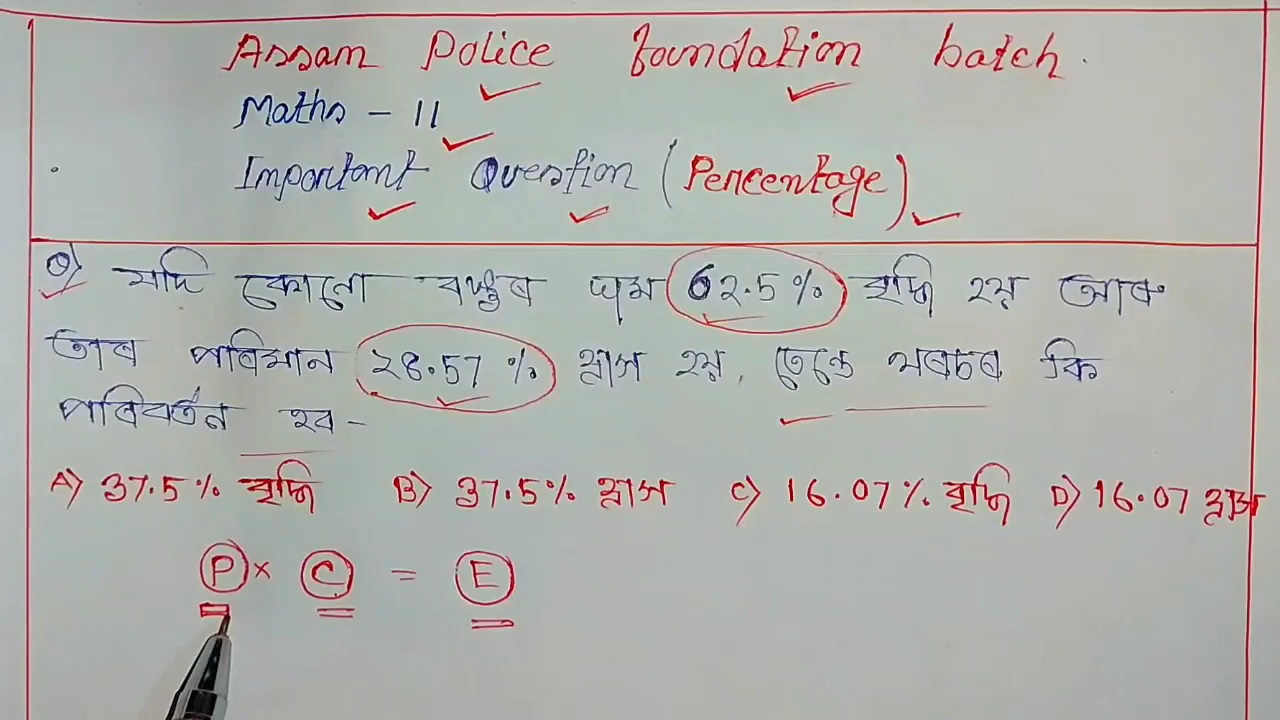 Assam Police foundation batch.
Maths - 11
Important Question (Percentage)
Q) যদি কোনো বস্তুৰ দাম 62.5% বৃদ্ধি হয় আৰু
তাৰ পৰিমান 28.57 % হ্ৰাস হয়, তেন্তে খৰচৰ কি
পৰিবৰ্তন হব -
A) 37.5% বৃদ্ধি B) 37.5% হ্ৰাস C) 16.07% বৃদ্ধি D) 16.07 হ্ৰাস
P × C = E